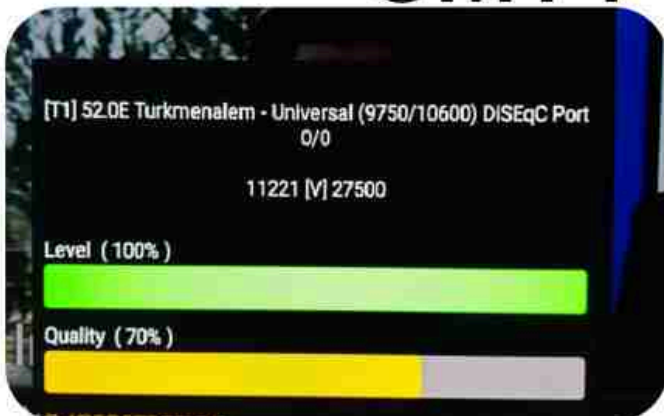 [T1] 52.0E Turkmenalem - Universal (9750/10600) DISEqC Port
0/0
11221 [V] 27500
Level (100%)
Quality (70%)